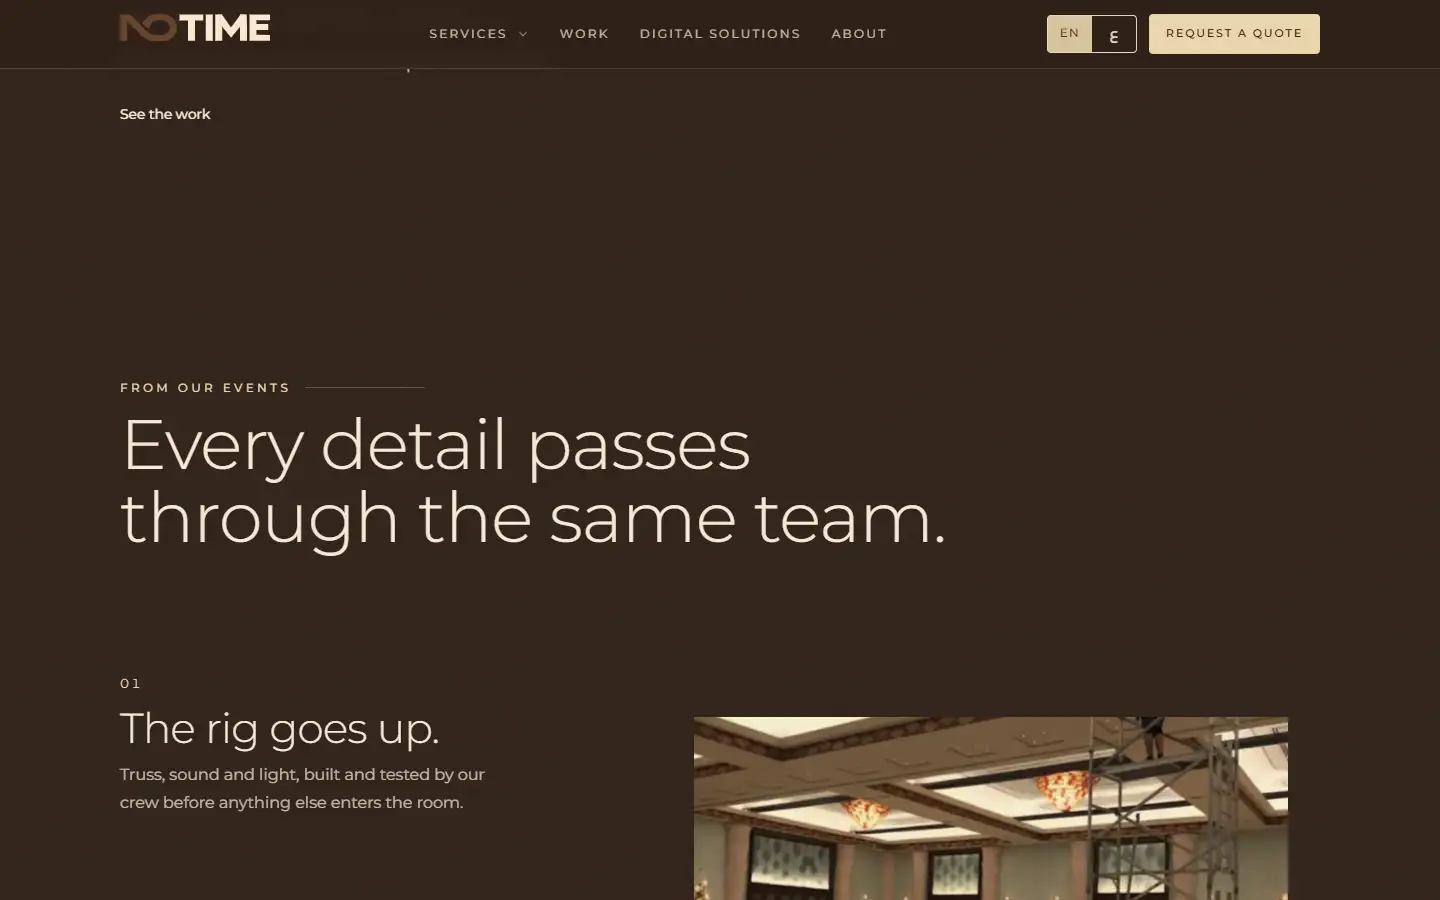 NOTIME
SERVICES
WORK
DIGITAL SOLUTIONS
ABOUT
EN
ع
REQUEST A QUOTE
See the work
FROM OUR EVENTS
Every detail passes
through the same team.
01
The rig goes up.
Truss, sound and light, built and tested by our
crew before anything else enters the room.